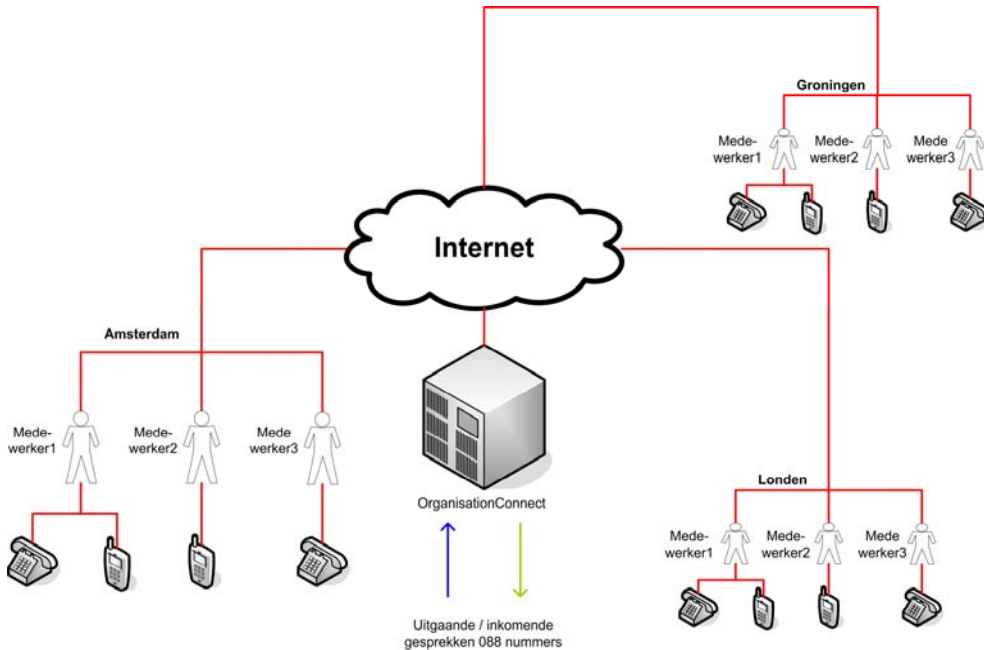 Groningen
Mede-
werker1
Mede-
werker2
Mede
werker3
Internet
Amsterdam
Mede-
werker1
Mede-
werker2
Mede
werker3
OrganisationConnect
Londen
Mede-
werker1
Mede-
werker2
Mede
werker3
Uitgaande / inkomende
gesprekken 088 nummers